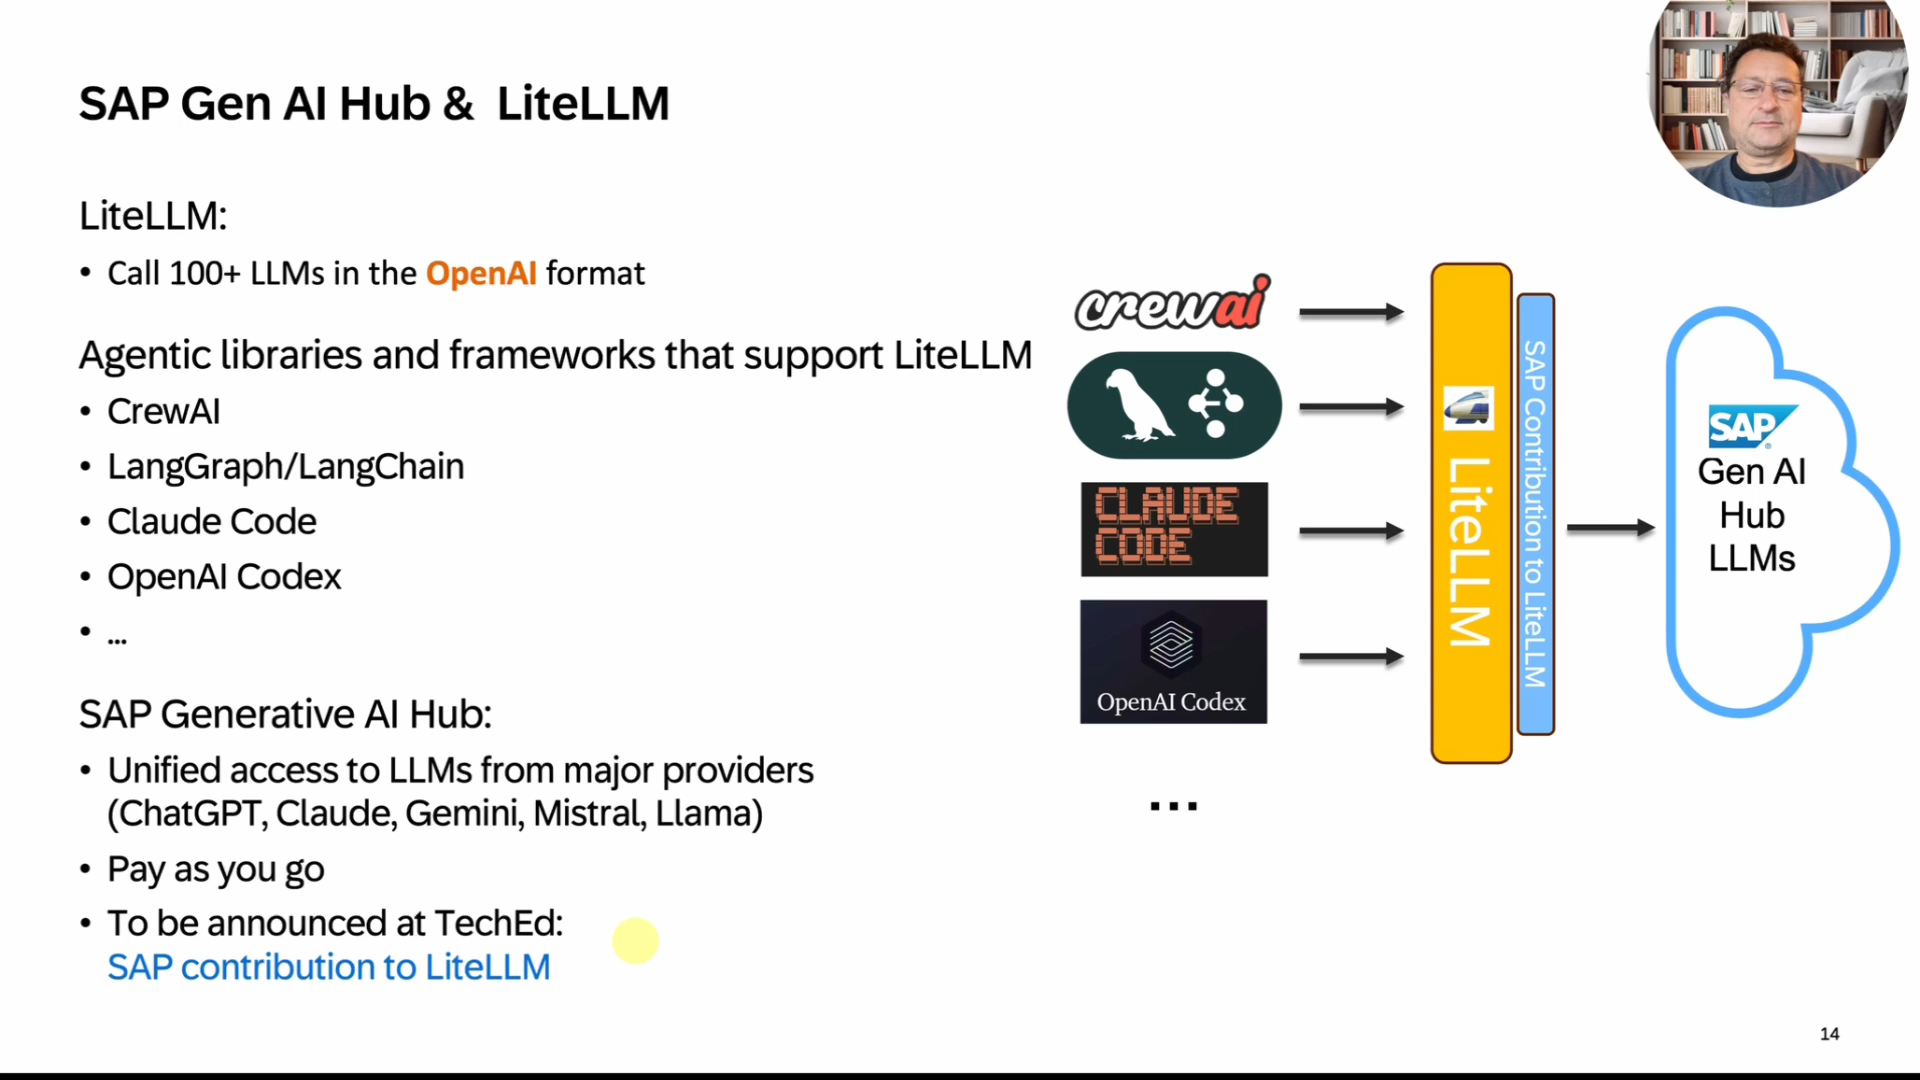 SAP Gen AI Hub & LiteLLM
LiteLLM:
• Call 100+ LLMs in the OpenAI format
Agentic libraries and frameworks that support LiteLLM
• CrewAI
• LangGraph/LangChain
• Claude Code
• OpenAI Codex
• ...
SAP Generative AI Hub:
• Unified access to LLMs from major providers
(ChatGPT, Claude, Gemini, Mistral, Llama)
• Pay as you go
• To be announced at TechEd:
SAP contribution to LiteLLM
crewai
CLAUDE
CODE
OpenAI Codex
...
LiteLLM
SAP Contribution to LiteLLM
SAP
Gen AI
Hub
LLMs
14